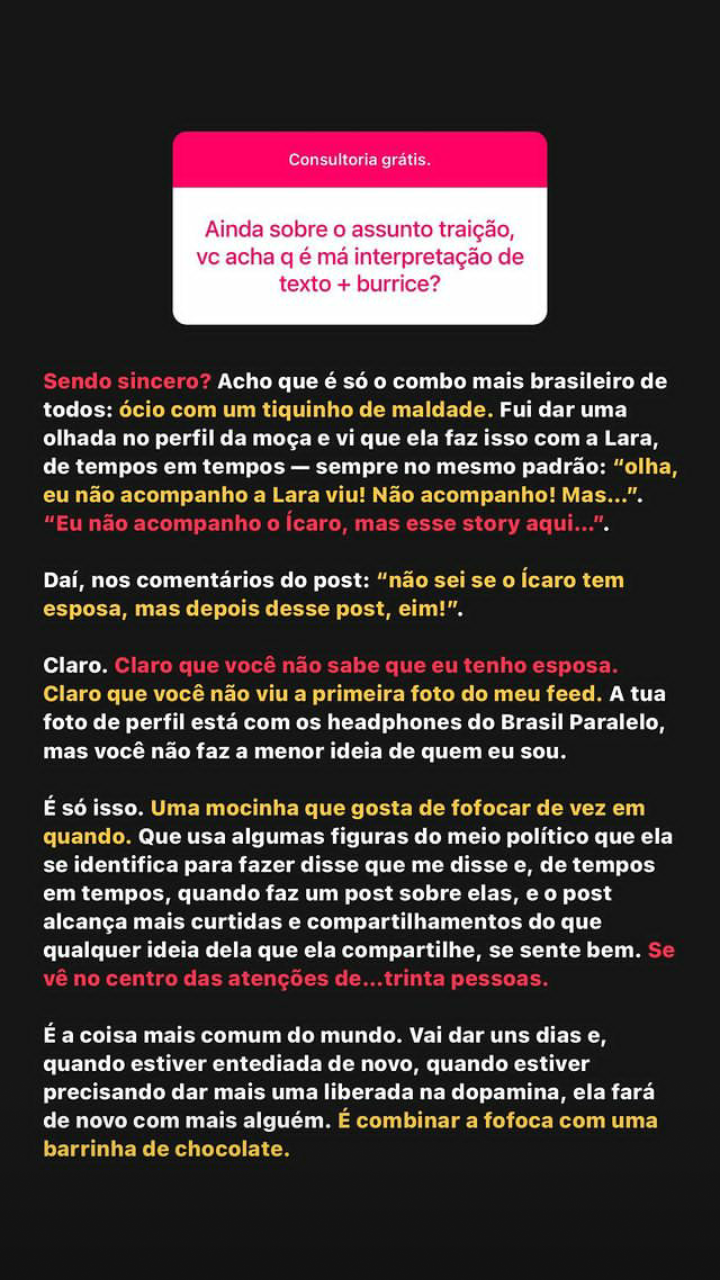 Consultoria grátis.
Ainda sobre o assunto traição,
vc acha q é má interpretação de
texto + burrice?
Sendo sincero? Acho que é só o combo mais brasileiro de
todos: ócio com um tiquinho de maldade. Fui dar uma
olhada no perfil da moça e vi que ela faz isso com a Lara,
de tempos em tempos — sempre no mesmo padrão: “olha,
eu não acompanho a Lara viu! Não acompanho! Mas...”.
“Eu não acompanho o Ícaro, mas esse story aqui...”.
Daí, nos comentários do post: “não sei se o Ícaro tem
esposa, mas depois desse post, eim!”.
Claro. Claro que você não sabe que eu tenho esposa.
Claro que você não viu a primeira foto do meu feed. A tua
foto de perfil está com os headphones do Brasil Paralelo,
mas você não faz a menor ideia de quem eu sou.
É só isso. Uma mocinha que gosta de fofocar de vez em
quando. Que usa algumas figuras do meio político que ela
se identifica para fazer disse que me disse e, de tempos
em tempos, quando faz um post sobre elas, e o post
alcança mais curtidas e compartilhamentos do que
qualquer ideia dela que ela compartilhe, se sente bem. Se
vê no centro das atenções de...trinta pessoas.
É a coisa mais comum do mundo. Vai dar uns dias e,
quando estiver entediada de novo, quando estiver
precisando dar mais uma liberada na dopamina, ela fará
de novo com mais alguém. É combinar a fofoca com uma
barrinha de chocolate.